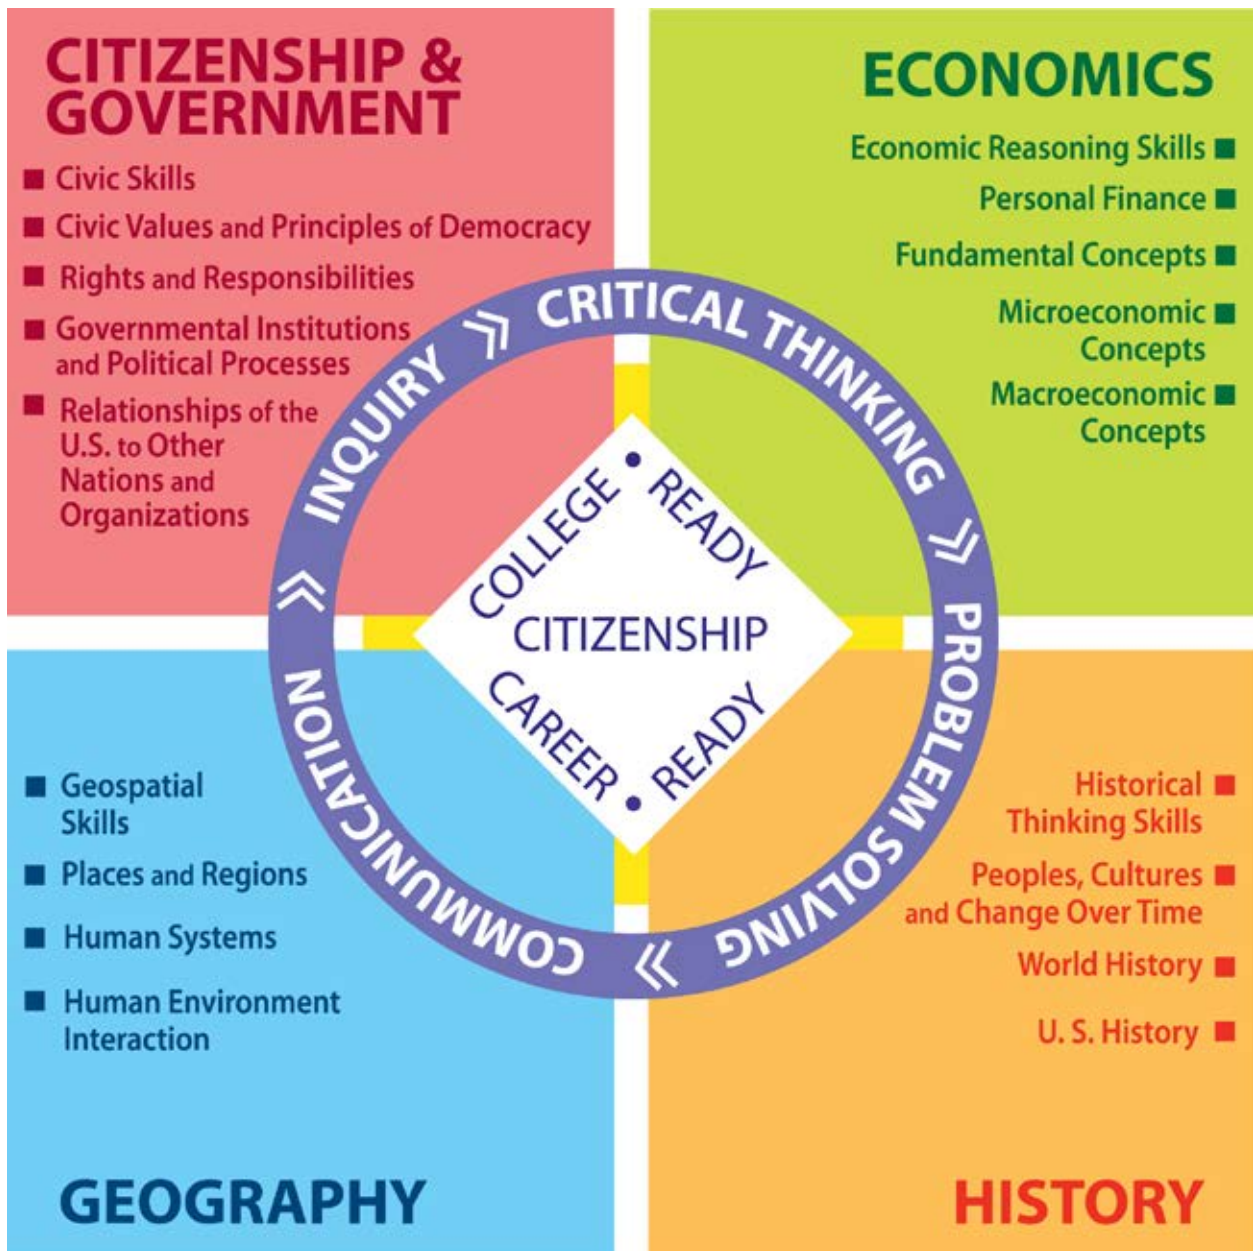 CITIZENSHIP &
GOVERNMENT
Civic Skills
Civic Values and Principles of Democracy
Rights and Responsibilities
Governmental Institutions
and Political Processes
Relationships of the
U.S. to Other
Nations and
Organizations
ECONOMICS
Economic Reasoning Skills
Personal Finance
Fundamental Concepts
Microeconomic
Concepts
Macroeconomic
Concepts
INQUIRY
CRITICAL THINKING
PROBLEM SOLVING
COMMUNICATION
COLLEGE • READY
CITIZENSHIP
CAREER • READY
Geospatial
Skills
Places and Regions
Human Systems
Human Environment
Interaction
GEOGRAPHY
Historical
Thinking Skills
Peoples, Cultures
and Change Over Time
World History
U. S. History
HISTORY